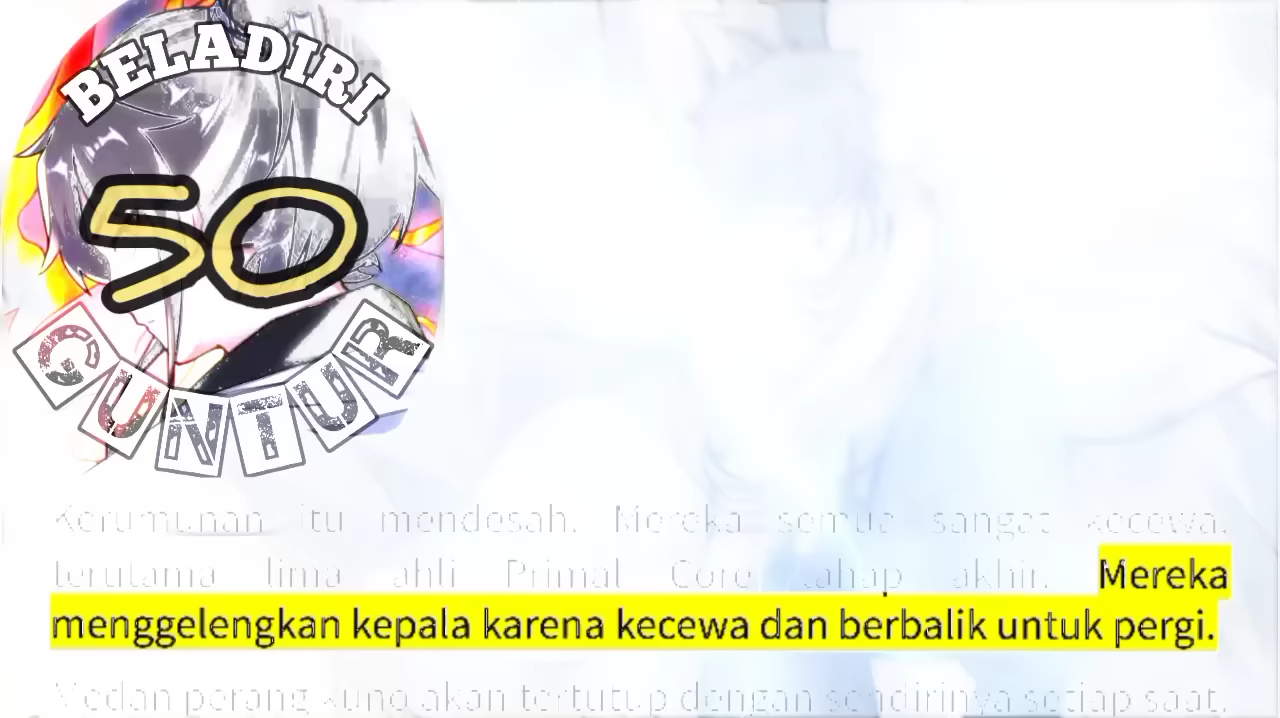 BELADIRI
50
GUNTUR
Kerumunan itu mendesah. Mereka semua sangat kecewa.
terutama lima ahli Primal Core tahap akhir. Mereka
menggelengkan kepala karena kecewa dan berbalik untuk pergi.
Medan perang kuno akan tertutup dengan sendirinya setiap saat.